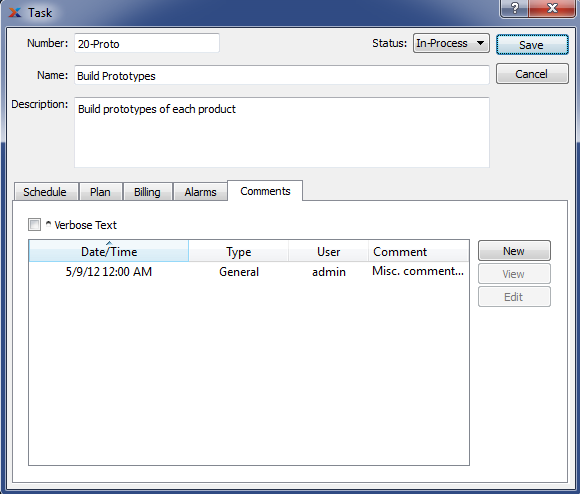 Task
Number: 20-Proto Status: In-Process Save
Name: Build Prototypes Cancel
Description: Build prototypes of each product
Schedule Plan Billing Alarms Comments
^ Verbose Text
Date/Time Type User Comment New
5/9/12 12:00 AM General admin Misc. comment... View
Edit